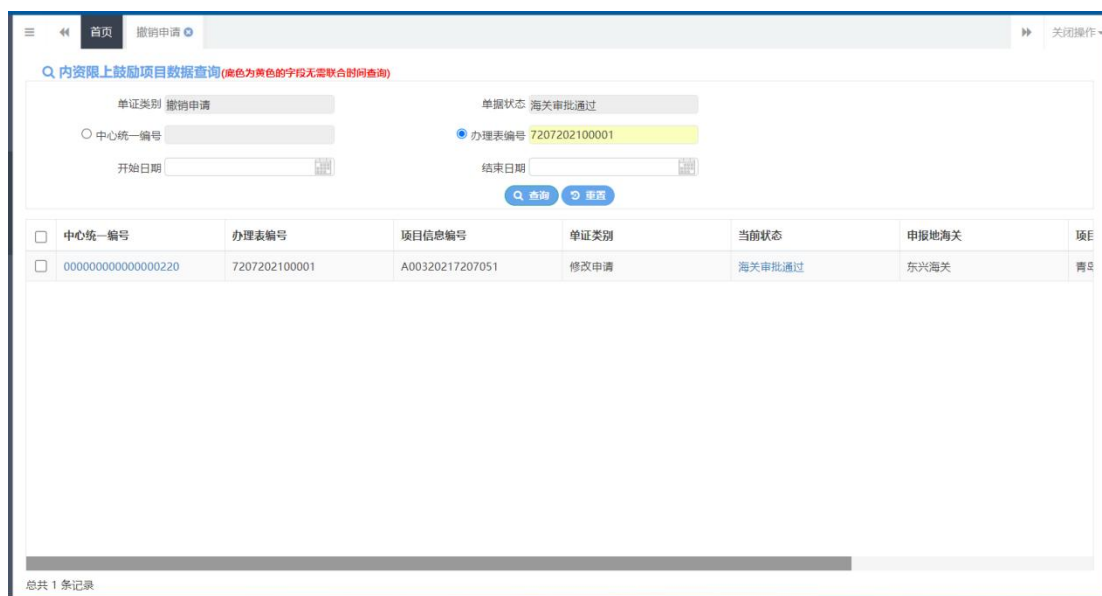 首页 撤销申请 关闭操作
内资限上鼓励项目数据查询(底色为黄色的字段无需联合时间查询)
单证类别 撤销申请 单据状态 海关审批通过
中心统一编号 办理表编号 7207202100001
开始日期 结束日期
查询 重置
中心统一编号 办理表编号 项目信息编号 单证类别 当前状态 申报地海关 项目
000000000000000220 7207202100001 A00320217207051 修改申请 海关审批通过 东兴海关 青岛
总共 1 条记录